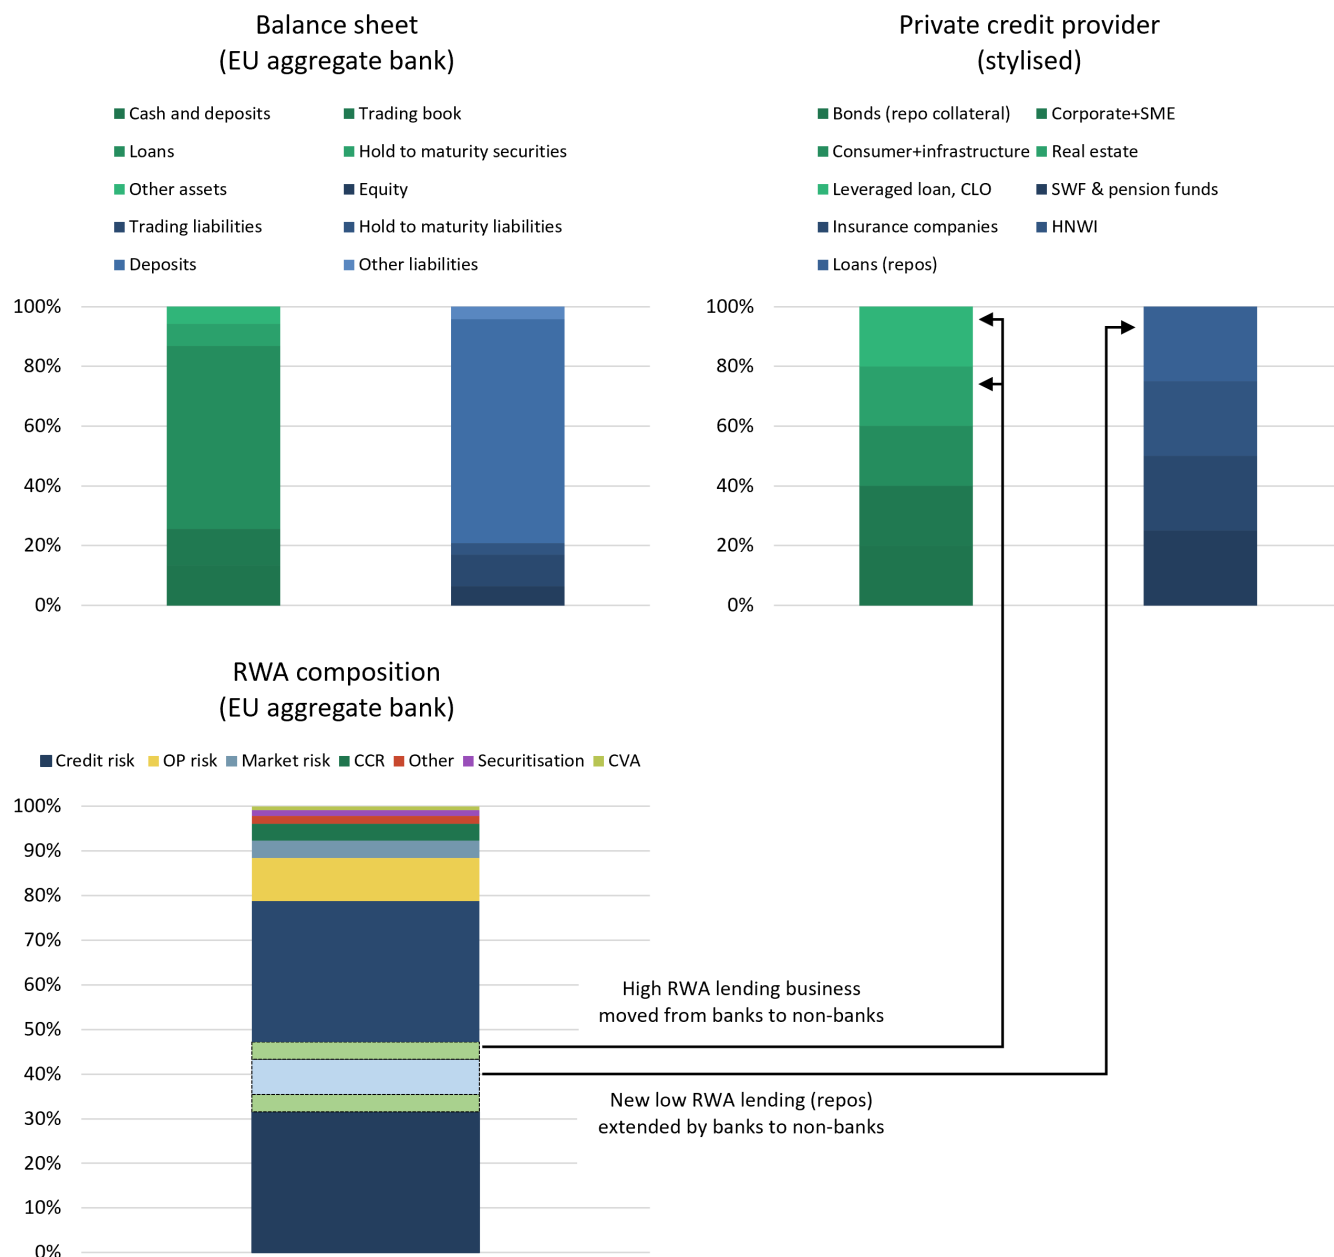 Balance sheet
(EU aggregate bank)
Cash and deposits
Trading book
Loans
Hold to maturity securities
Other assets
Equity
Trading liabilities
Hold to maturity liabilities
Deposits
Other liabilities
100%
80%
60%
40%
20%
0%
Private credit provider
(stylised)
Bonds (repo collateral)
Corporate+SME
Consumer+infrastructure
Real estate
Leveraged loan, CLO
SWF & pension funds
Insurance companies
HNWI
Loans (repos)
100%
80%
60%
40%
20%
0%
RWA composition
(EU aggregate bank)
Credit risk
OP risk
Market risk
CCR
Other
Securitisation
CVA
100%
90%
80%
70%
60%
50%
40%
30%
20%
10%
0%
High RWA lending business
moved from banks to non-banks
New low RWA lending (repos)
extended by banks to non-banks